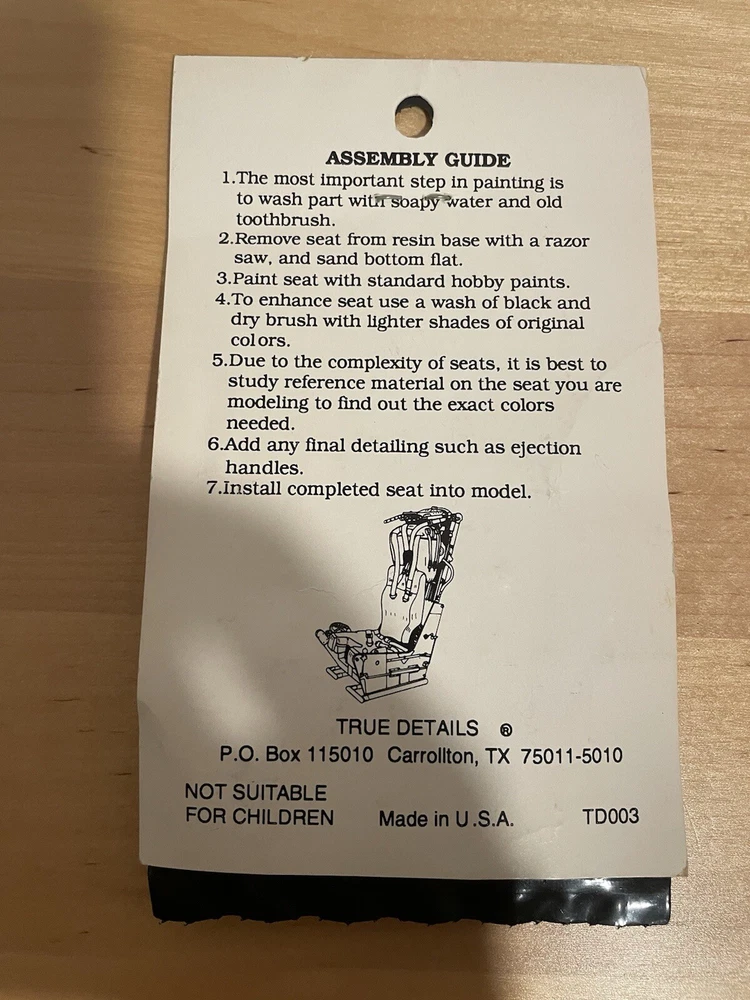 ASSEMBLY GUIDE
1.The most important step in painting is
to wash part with soapy water and old
toothbrush.
2.Remove seat from resin base with a razor
saw, and sand bottom flat.
3.Paint seat with standard hobby paints.
4.To enhance seat use a wash of black and
dry brush with lighter shades of original
colors.
5.Due to the complexity of seats, it is best to
study reference material on the seat you are
modeling to find out the exact colors
needed.
6.Add any final detailing such as ejection
handles.
7.Install completed seat into model.
TRUE DETAILS ®
P.O. Box 115010 Carrollton, TX 75011-5010
NOT SUITABLE
FOR CHILDREN Made in U.S.A. TD003